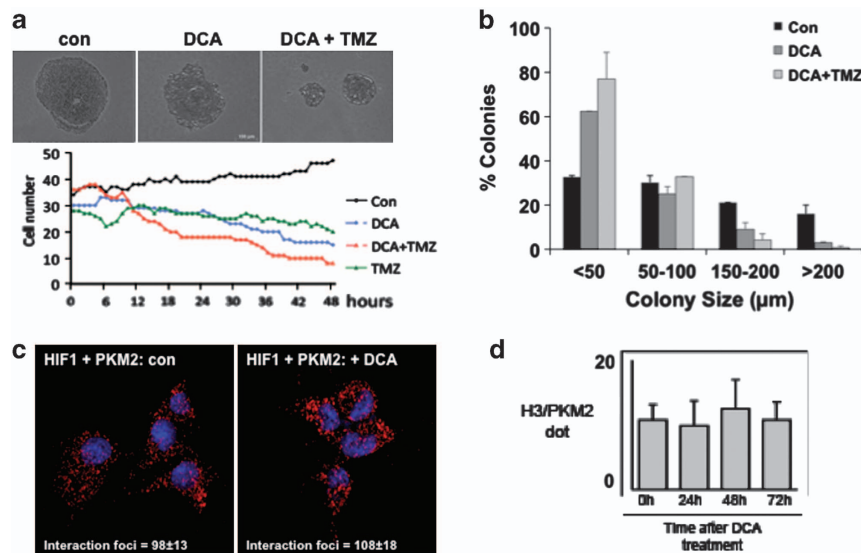 a
con DCA DCA + TMZ
100 µm
50
40
30
20
10
0
Cell number
0 6 12 18 24 30 36 42 48 hours
Con
DCA
DCA+TMZ
TMZ
b
100
80
60
40
20
0
% Colonies
<50 50-100 150-200 >200
Colony Size (µm)
Con
DCA
DCA+TMZ
c
HIF1 + PKM2: con
Interaction foci = 98±13
HIF1 + PKM2: + DCA
Interaction foci = 108±18
d
20
0
H3/PKM2
dot
0h 24h 48h 72h
Time after DCA
treatment